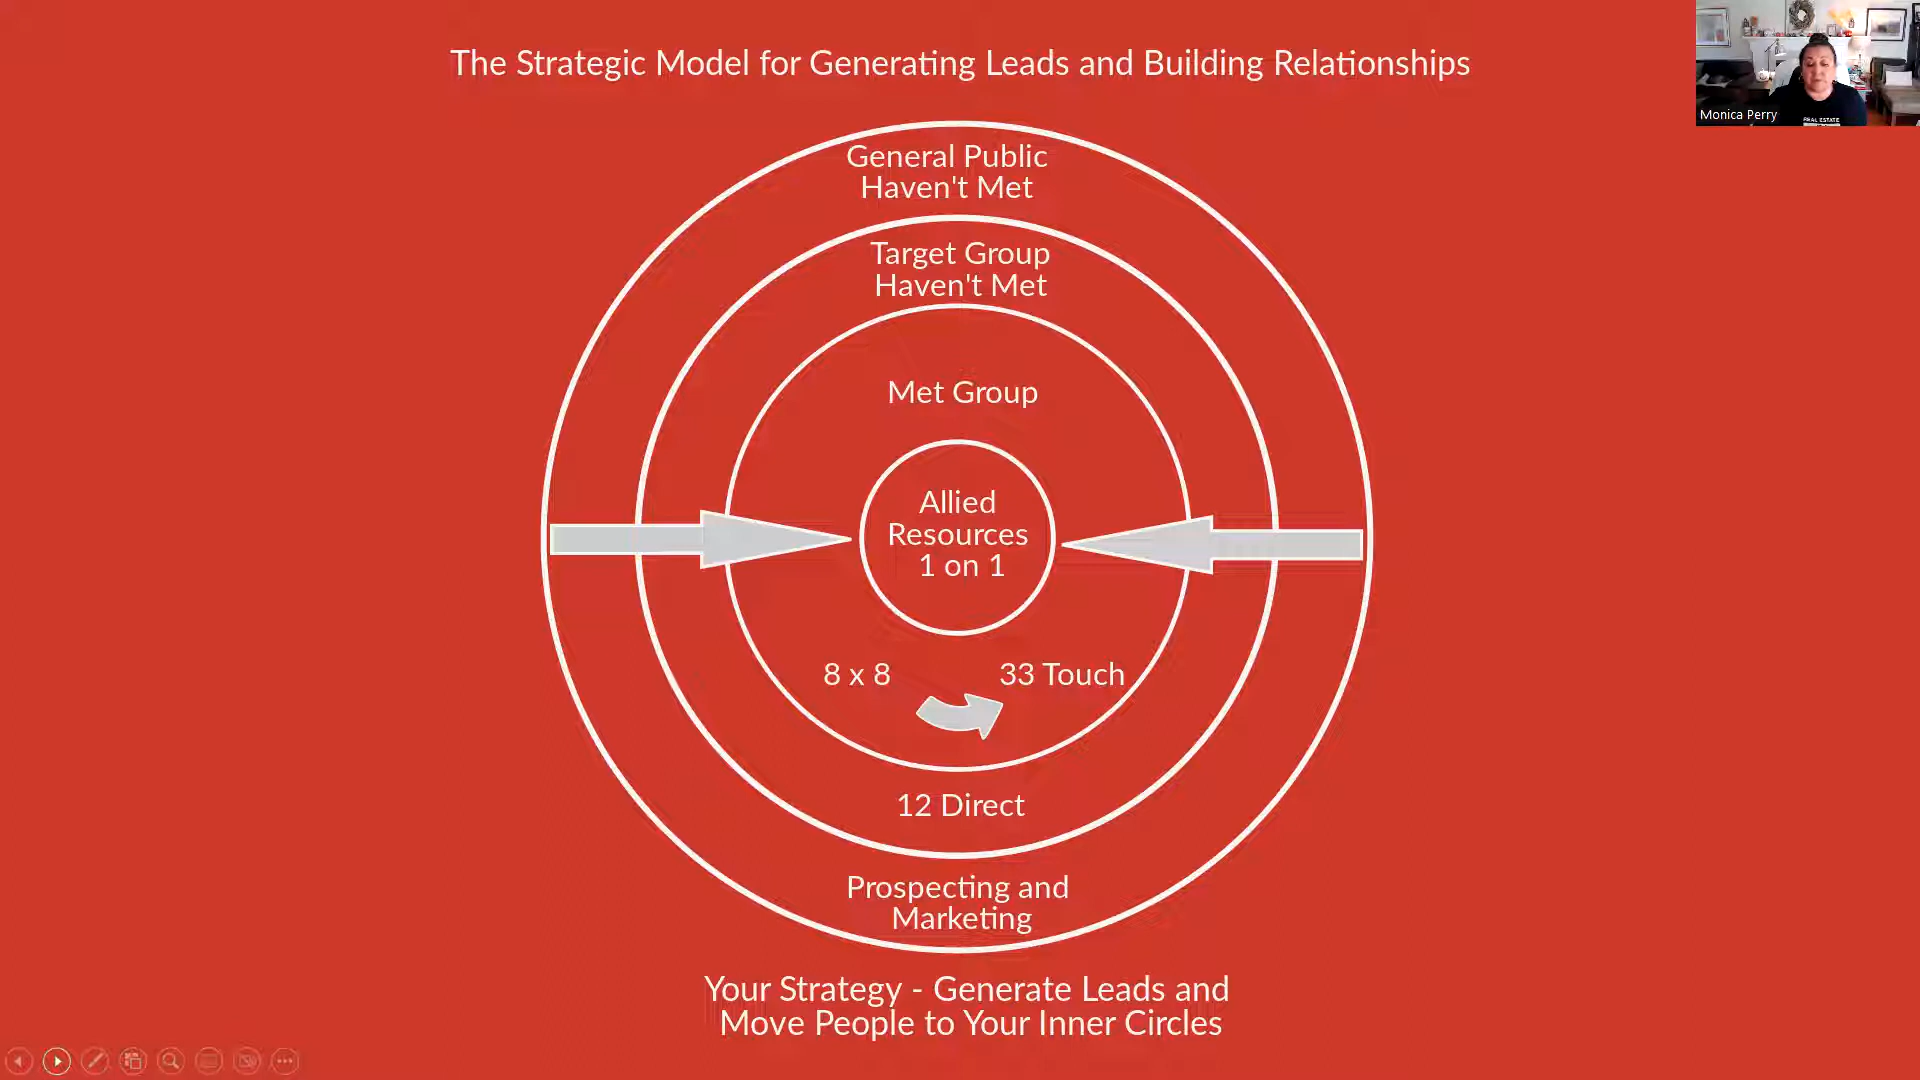 The Strategic Model for Generating Leads and Building Relationships
Monica Perry
REAL ESTATE
General Public
Haven't Met
Target Group
Haven't Met
Met Group
Allied
Resources
1 on 1
8 x 8
33 Touch
12 Direct
Prospecting and
Marketing
Your Strategy - Generate Leads and
Move People to Your Inner Circles